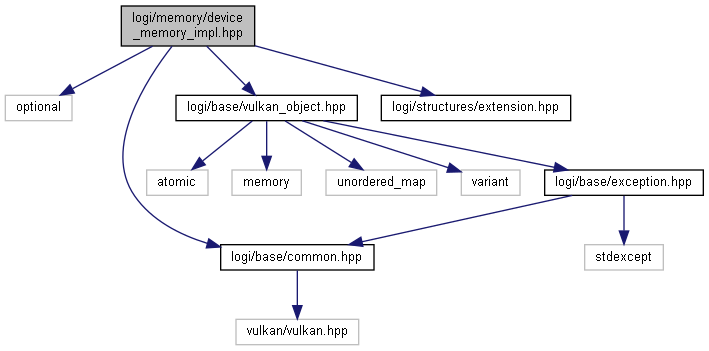 logi/memory/device
_memory_impl.hpp
optional
logi/base/vulkan_object.hpp
logi/structures/extension.hpp
atomic
memory
unordered_map
variant
logi/base/exception.hpp
logi/base/common.hpp
stdexcept
vulkan/vulkan.hpp